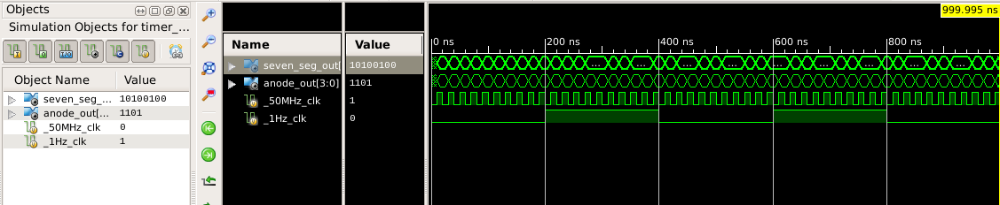 Objects
Simulation Objects for timer_...
Object Name Value
seven_seg_... 10100100
anode_out[... 1101
_50MHz_clk 0
_1Hz_clk 1
Name Value
seven_seg_out[ 10100100
anode_out[3:0] 1101
_50MHz_clk 1
_1Hz_clk 0
999.995 ns
0 ns 200 ns 400 ns 600 ns 800 ns
... ... ... ... ... ... ... ... ...